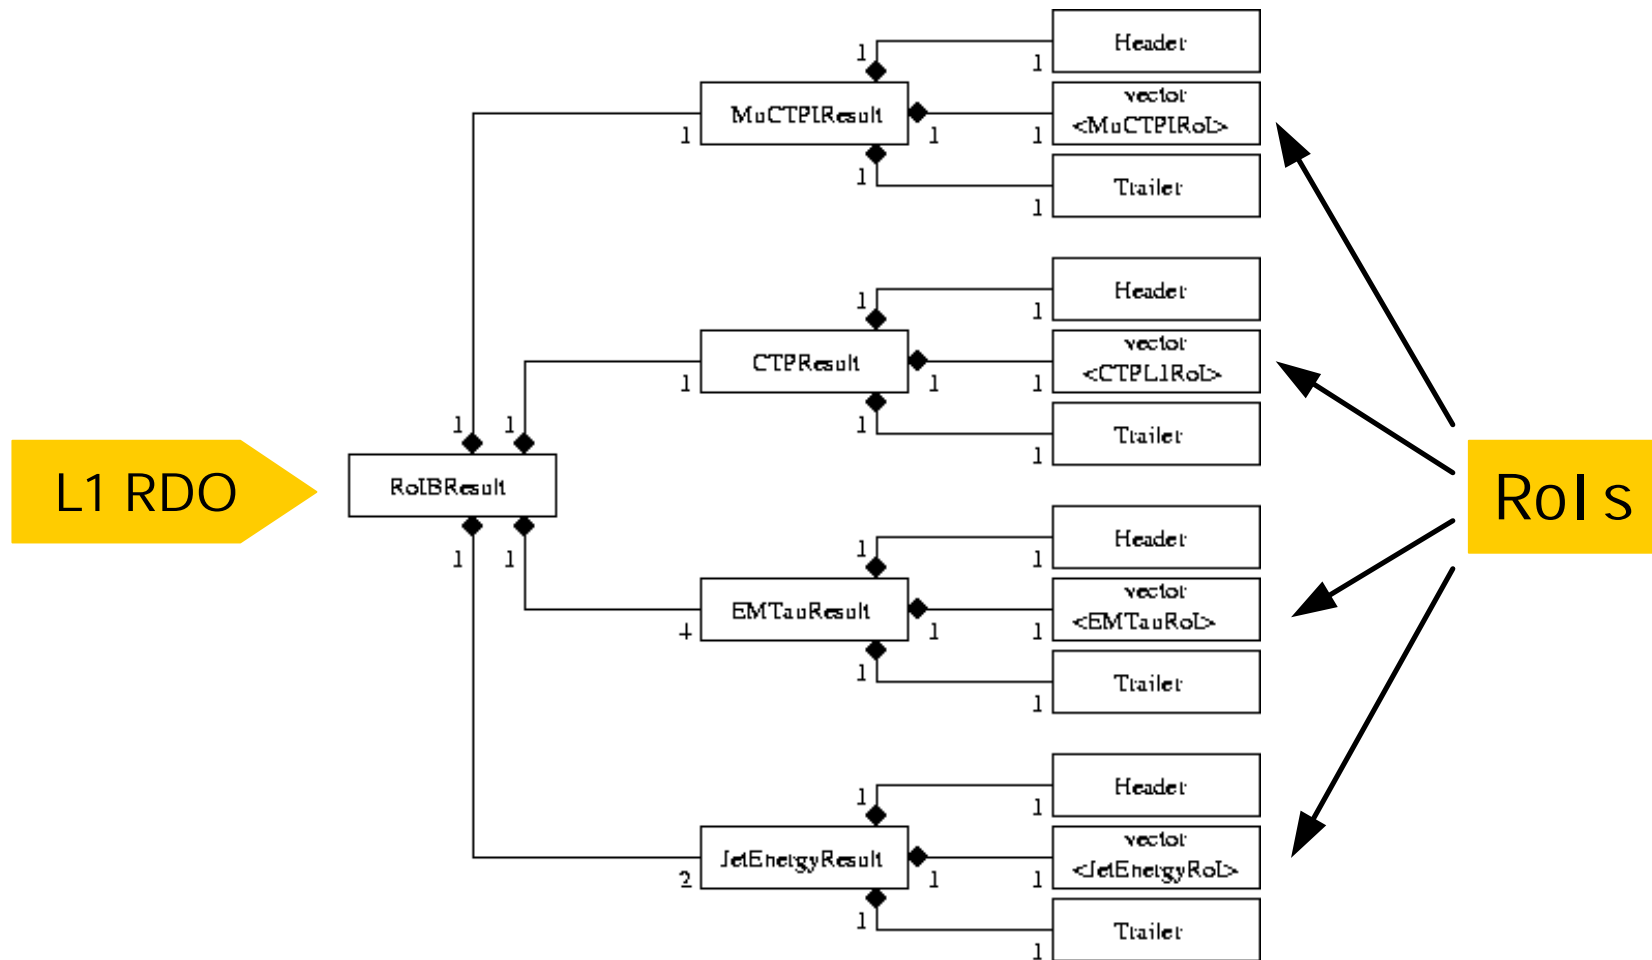 1
Header
1
MuCTPIResult
1
1
vector
<MuCTPIRoI>
1
1
1
Trailer
1
1
Header
1
CTPResult
1
1
vector
<CTPL1RoI>
1
1
1
Trailer
1
1
1
L1 RDO
RoIBResult
RoIs
1
1
1
Header
1
EMTauResult
4
1
vector
<EMTauRoI>
1
1
1
Trailer
1
1
Header
1
JetEnergyResult
2
1
vector
<JetEnergyRoI>
1
1
1
Trailer
1